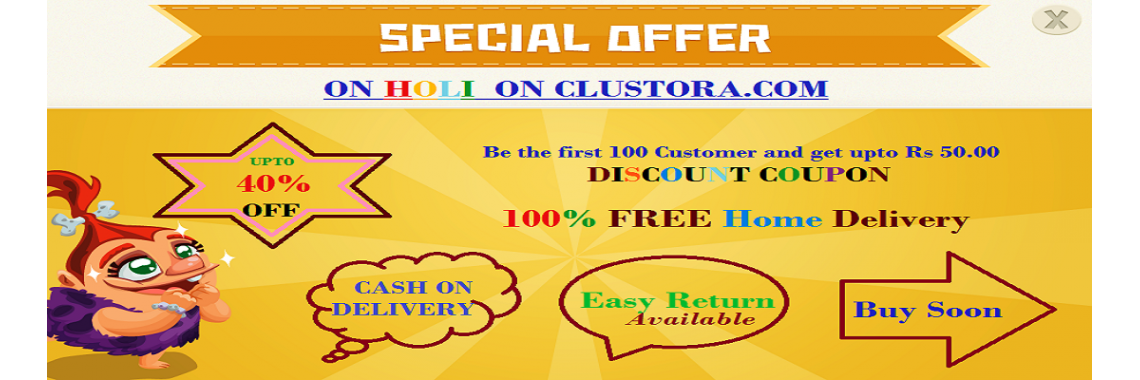 SPECIAL OFFER
X
ON HOLI ON CLUSTORA.COM
UPTO
40%
OFF
Be the first 100 Customer and get upto Rs 50.00
DISCOUNT COUPON
100% FREE Home Delivery
CASH ON
DELIVERY
Easy Return
Available
Buy Soon